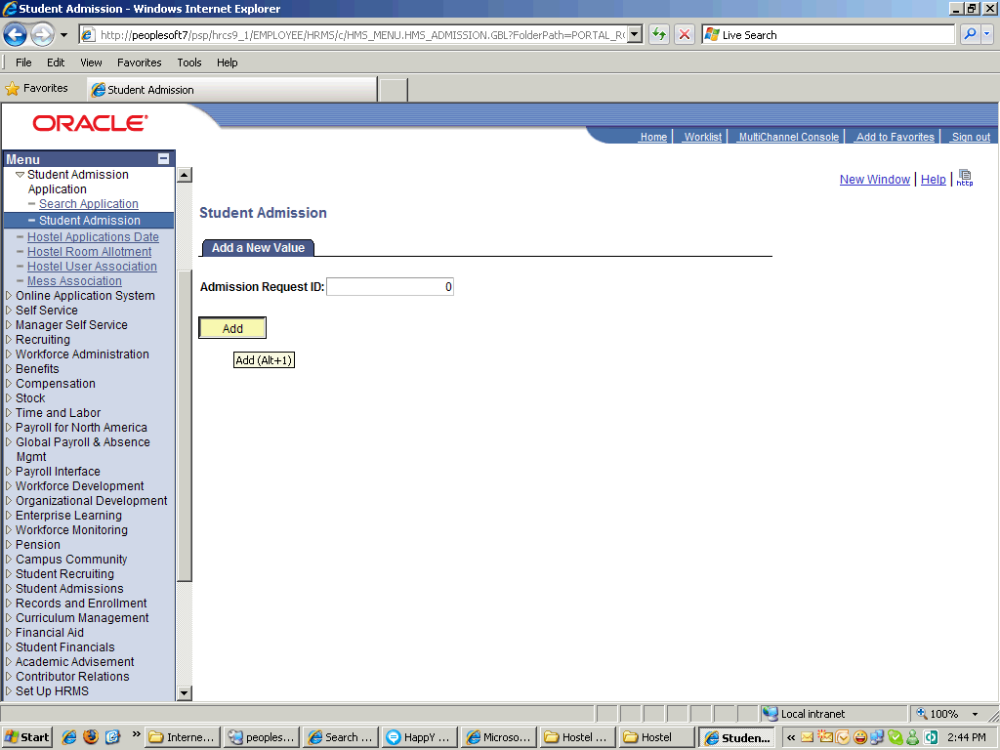 Student Admission - Windows Internet Explorer
http://peoplesoft7/psp/hrcs9_1/EMPLOYEE/HRMS/c/HMS_MENU.HMS_ADMISSION.GBL?FolderPath=PORTAL_R
Live Search
File Edit View Favorites Tools Help
Favorites Student Admission
ORACLE®
Home Worklist MultiChannel Console Add to Favorites Sign out
Menu
New Window | Help | http
Student Admission
Application
Search Application
Student Admission
Hostel Applications Date
Hostel Room Allotment
Hostel User Association
Mess Association
Online Application System
Self Service
Manager Self Service
Recruiting
Workforce Administration
Benefits
Compensation
Stock
Time and Labor
Payroll for North America
Global Payroll & Absence
Mgmt
Payroll Interface
Workforce Development
Organizational Development
Enterprise Learning
Workforce Monitoring
Pension
Campus Community
Student Recruiting
Student Admissions
Records and Enrollment
Curriculum Management
Financial Aid
Student Financials
Academic Advisement
Contributor Relations
Set Up HRMS
Student Admission
Add a New Value
Admission Request ID: 0
Add
Add (Alt+1)
Local intranet 100%
Start » Interne... peoples... Search ... HappY ... Microso... Hostel ... Hostel Studen... « 2:44 PM